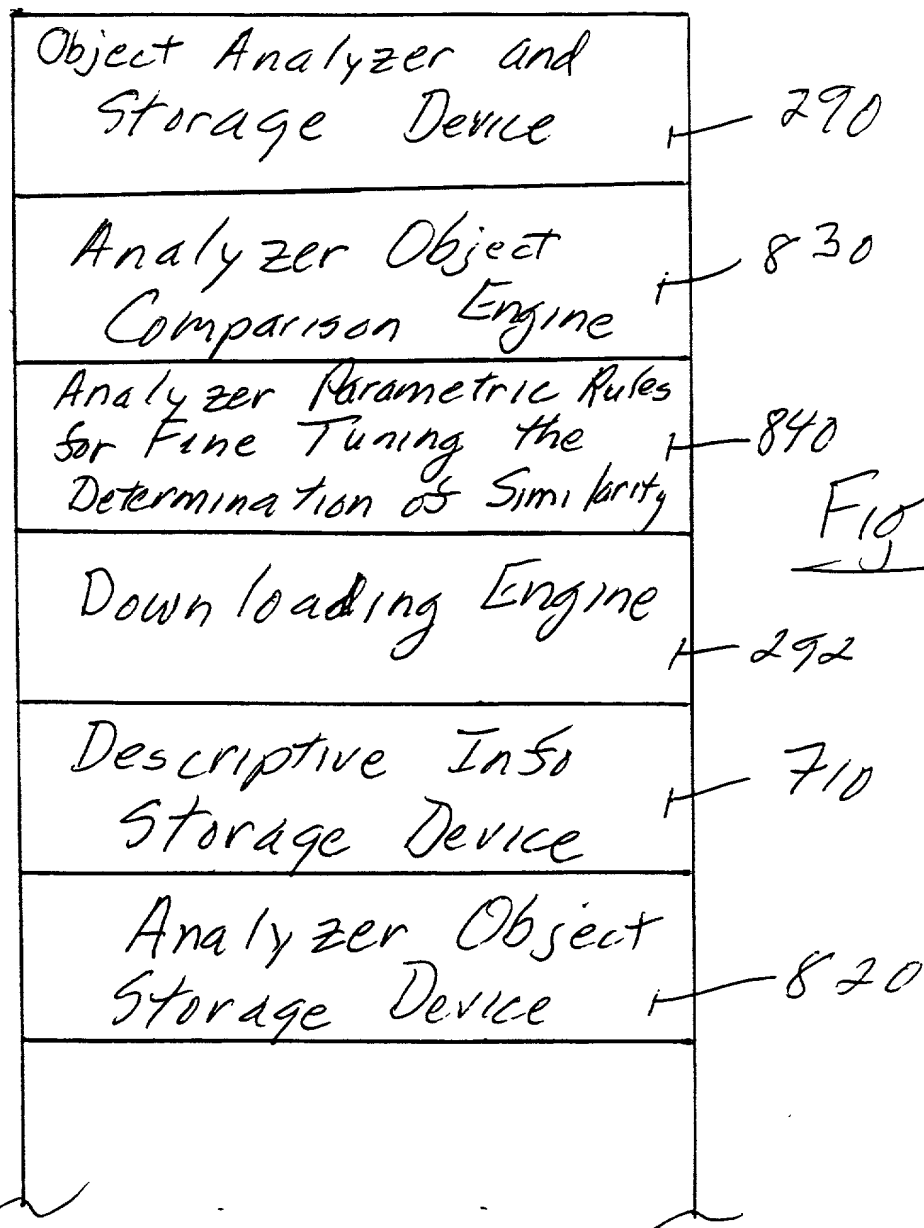 Object Analyzer and
Storage Device
290
Analyzer Object
Comparison Engine
830
Analyzer Parametric Rules
for Fine Tuning the
Determination of Similarity
840
Fig
Downloading Engine
292
Descriptive Info
Storage Device
710
Analyzer Object
Storage Device
820